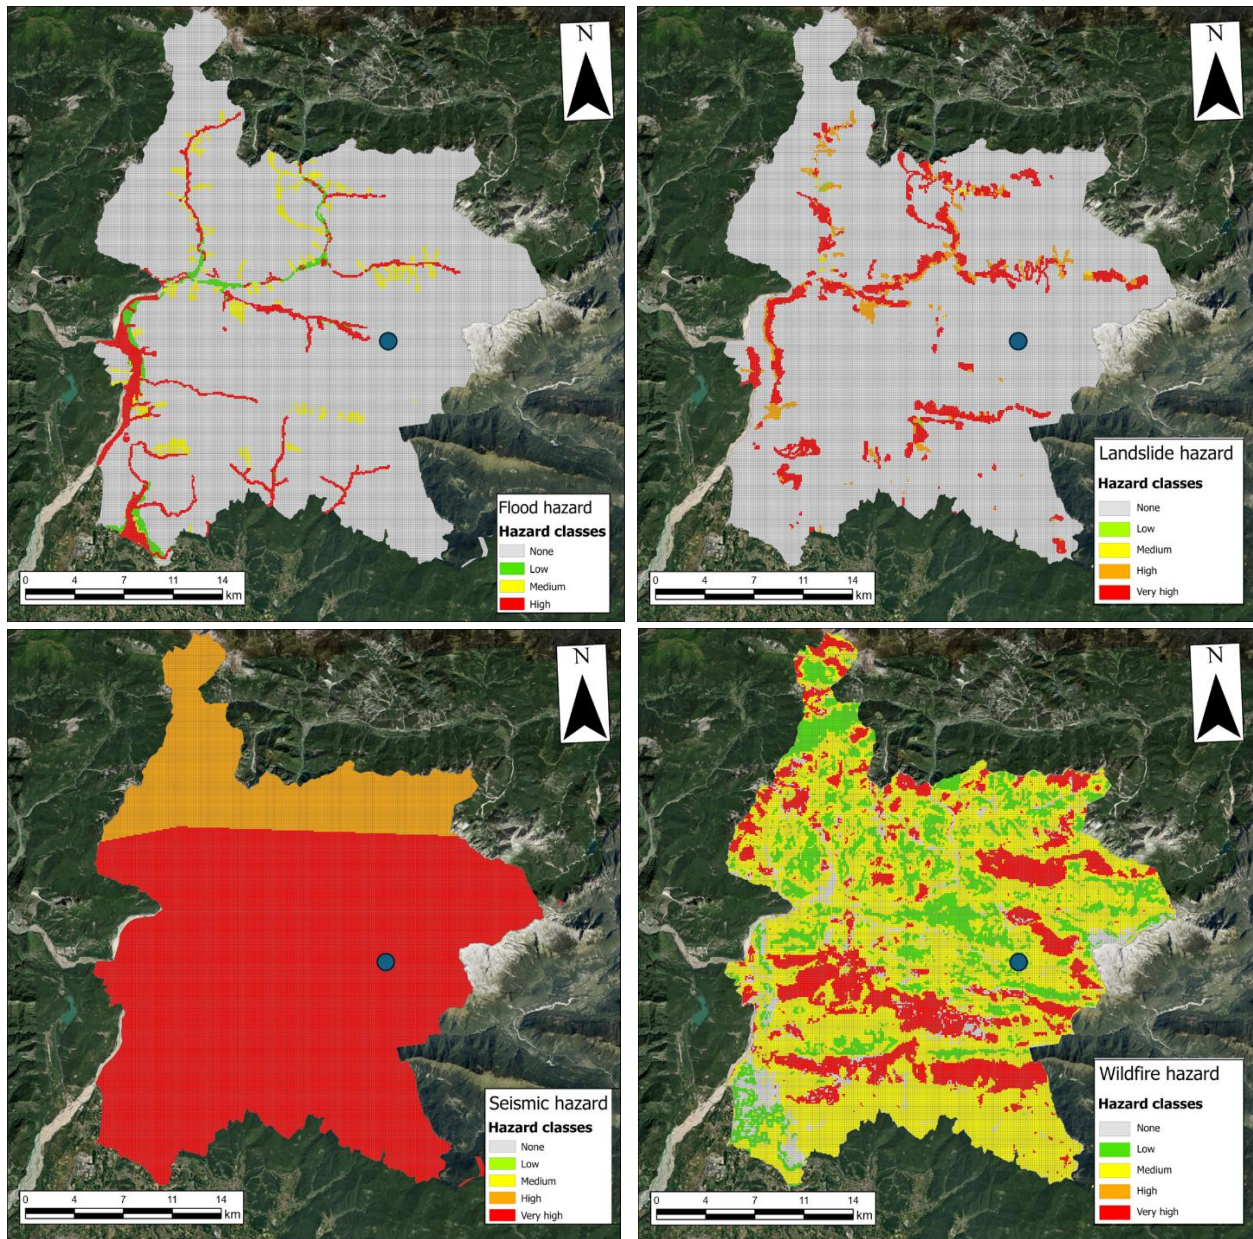 N
Flood hazard
Hazard classes
None
Low
Medium
High
0 4 7 11 14
km
N
Landslide hazard
Hazard classes
None
Low
Medium
High
Very high
0 4 7 11 14
km
N
Seismic hazard
Hazard classes
None
Low
Medium
High
Very high
0 4 7 11 14
km
N
Wildfire hazard
Hazard classes
None
Low
Medium
High
Very high
0 4 7 11 14
km